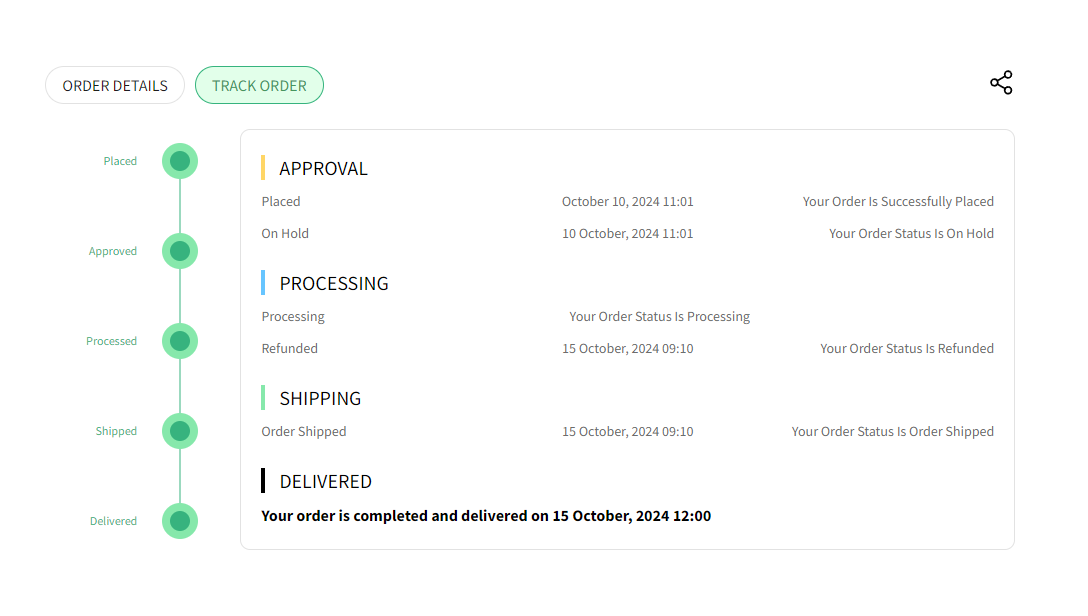 ORDER DETAILS TRACK ORDER
Placed
Approved
Processed
Shipped
Delivered
APPROVAL
Placed October 10, 2024 11:01 Your Order Is Successfully Placed
On Hold 10 October, 2024 11:01 Your Order Status Is On Hold
PROCESSING
Processing Your Order Status Is Processing
Refunded 15 October, 2024 09:10 Your Order Status Is Refunded
SHIPPING
Order Shipped 15 October, 2024 09:10 Your Order Status Is Order Shipped
DELIVERED
Your order is completed and delivered on 15 October, 2024 12:00